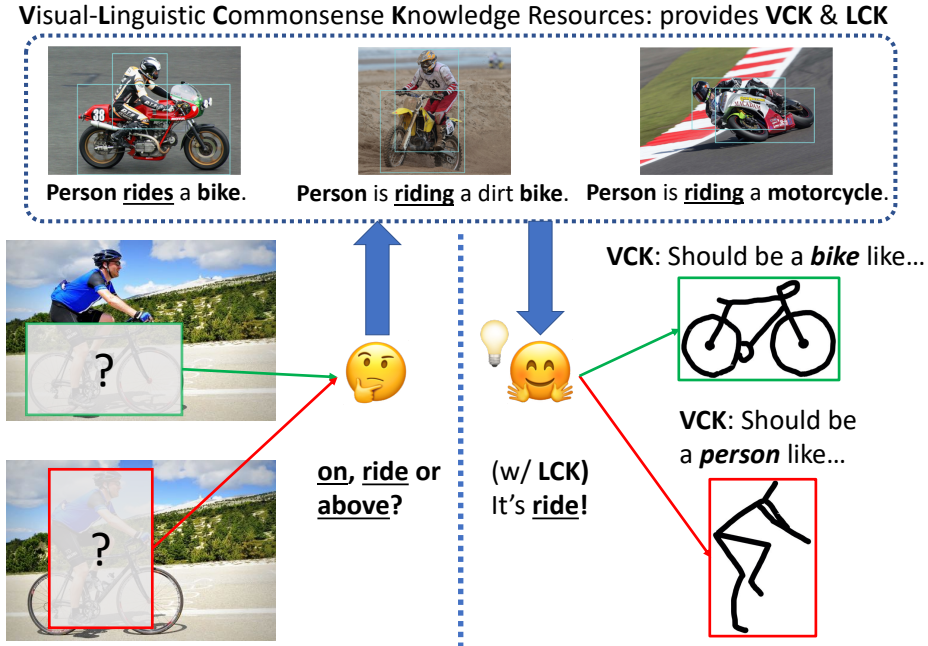 Visual-Linguistic Commonsense Knowledge Resources: provides VCK & LCK
38
Person rides a bike.
Person is riding a dirt bike.
Person is riding a motorcycle.
VCK: Should be a bike like…
?
VCK: Should be
a person like…
on, ride or
above?
(w/ LCK)
It's ride!
?